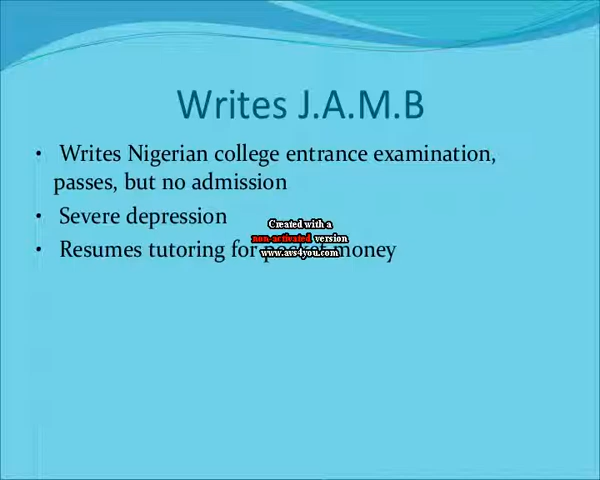 Writes J.A.M.B
• Writes Nigerian college entrance examination,
passes, but no admission
• Severe depression
• Resumes tutoring for pocket money
Created with a
non-activated version
www.avs4you.com